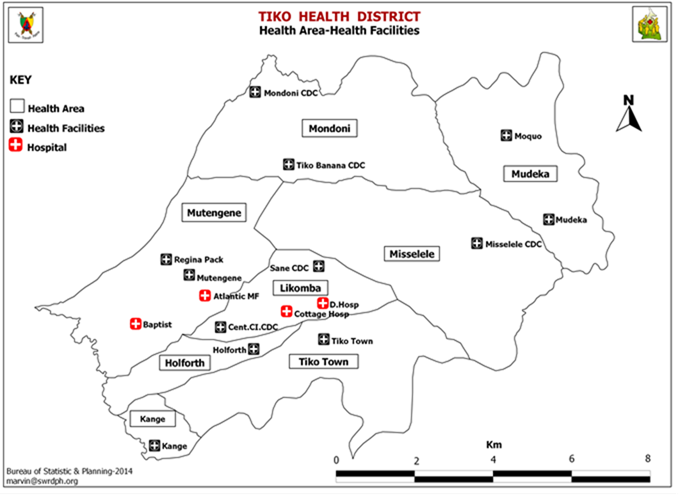 TIKO HEALTH DISTRICT
Health Area-Health Facilities
KEY
Health Area
Health Facilities
Hospital
N
Mondoni CDC
Mondoni
Moquo
Tiko Banana CDC
Mudeka
Mutengene
Mudeka
Misselele CDC
Misselele
Regina Pack
Sane CDC
Mutengene
Likomba
Atlantic MF
D.Hosp
Cottage Hosp
Baptist
Cent.CI.CDC
Tiko Town
Holforth
Holforth
Tiko Town
Kange
Kange
Km
0 2 4 6 8
Bureau of Statistic & Planning-2014
marvin@swrdph.org